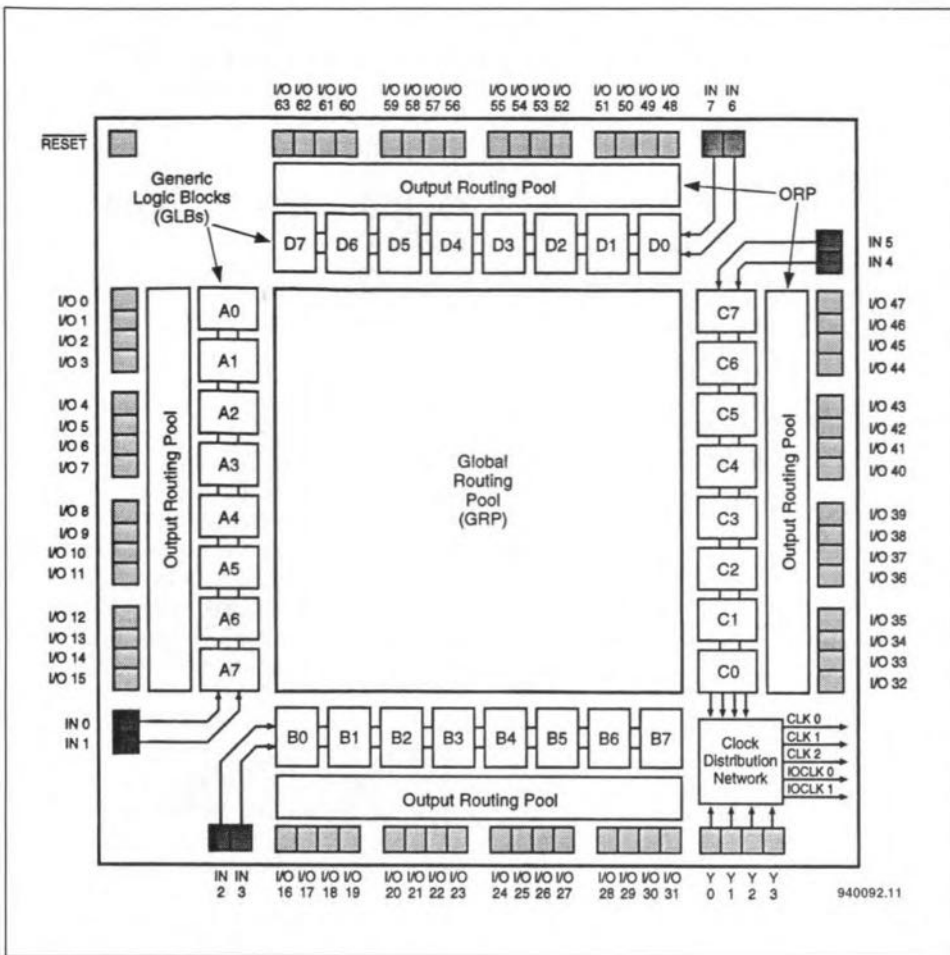 I/O I/O I/O I/O
63 62 61 60
I/O I/O I/O I/O
59 58 57 56
I/O I/O I/O I/O
55 54 53 52
I/O I/O I/O I/O
51 50 49 48
IN IN
7 6
RESET
Generic
Logic Blocks
(GLBs)
Output Routing Pool
ORP
D7 D6 D5 D4 D3 D2 D1 D0
IN 5
IN 4
I/O 0
I/O 1
I/O 2
I/O 3
I/O 4
I/O 5
I/O 6
I/O 7
I/O 8
I/O 9
I/O 10
I/O 11
I/O 12
I/O 13
I/O 14
I/O 15
Output Routing Pool
A0
A1
A2
A3
A4
A5
A6
A7
Global
Routing
Pool
(GRP)
C7
C6
C5
C4
C3
C2
C1
C0
Output Routing Pool
I/O 47
I/O 46
I/O 45
I/O 44
I/O 43
I/O 42
I/O 41
I/O 40
I/O 39
I/O 38
I/O 37
I/O 36
I/O 35
I/O 34
I/O 33
I/O 32
IN 0
IN 1
B0 B1 B2 B3 B4 B5 B6 B7
Output Routing Pool
Clock
Distribution
Network
CLK 0
CLK 1
CLK 2
IOCLK 0
IOCLK 1
IN IN
2 3
I/O I/O I/O I/O
16 17 18 19
I/O I/O I/O I/O
20 21 22 23
I/O I/O I/O I/O
24 25 26 27
I/O I/O I/O I/O
28 29 30 31
Y Y Y Y
0 1 2 3
940092.11